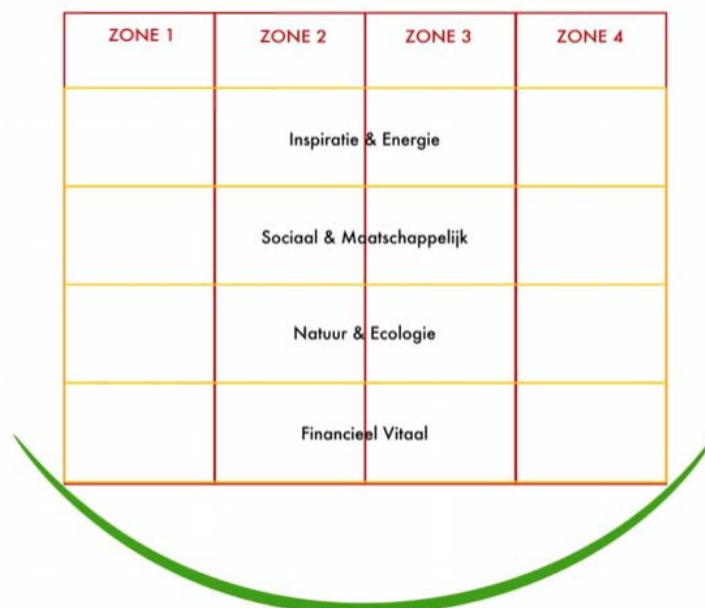 ZONE 1 ZONE 2 ZONE 3 ZONE 4
Inspiratie & Energie
Sociaal & Maatschappelijk
Natuur & Ecologie
Financieel Vitaal